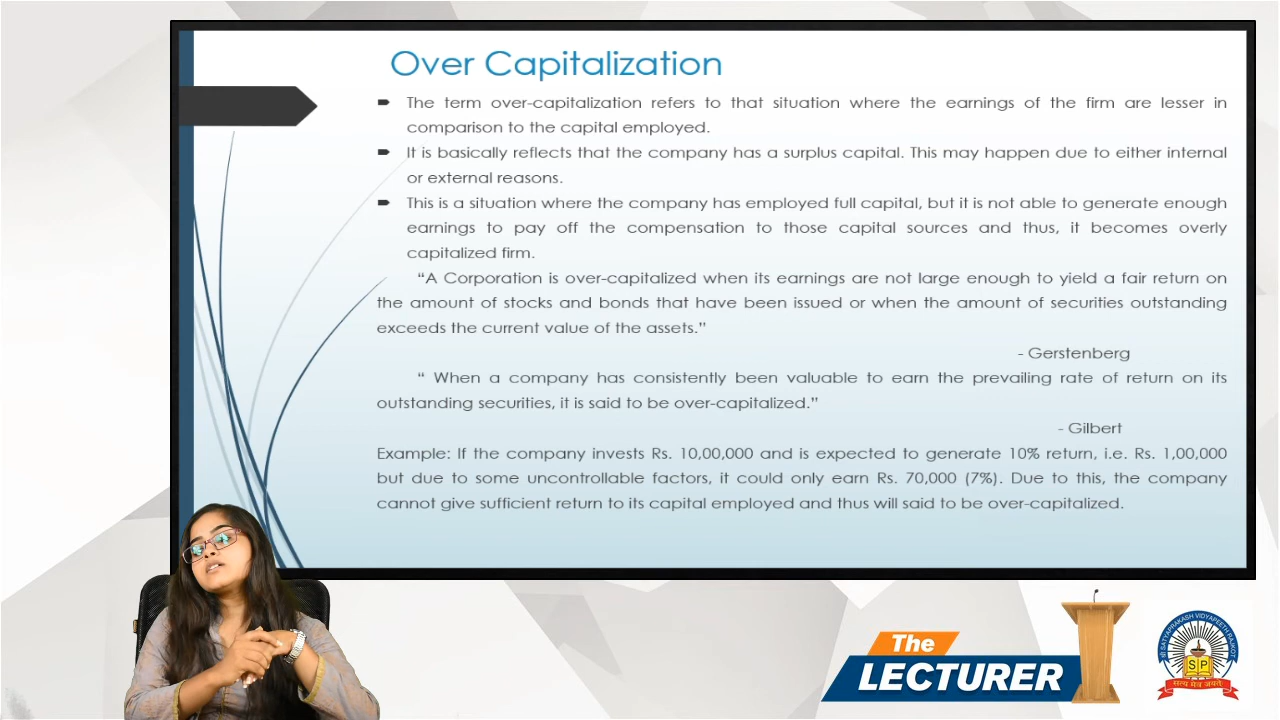 Over Capitalization
The term over-capitalization refers to that situation where the earnings of the firm are lesser in
comparison to the capital employed.
It is basically reflects that the company has a surplus capital. This may happen due to either internal
or external reasons.
This is a situation where the company has employed full capital, but it is not able to generate enough
earnings to pay off the compensation to those capital sources and thus, it becomes overly
capitalized firm.
“A Corporation is over-capitalized when its earnings are not large enough to yield a fair return on
the amount of stocks and bonds that have been issued or when the amount of securities outstanding
exceeds the current value of the assets.”
- Gerstenberg
“ When a company has consistently been valuable to earn the prevailing rate of return on its
outstanding securities, it is said to be over-capitalized.”
- Gilbert
Example: If the company invests Rs. 10,00,000 and is expected to generate 10% return, i.e. Rs. 1,00,000
but due to some uncontrollable factors, it could only earn Rs. 70,000 (7%). Due to this, the company
cannot give sufficient return to its capital employed and thus will said to be over-capitalized.
The
LECTURER
SATYAPRAKASH VIDYAPEETH RAJKOT
SP
सत्य मेव जयते